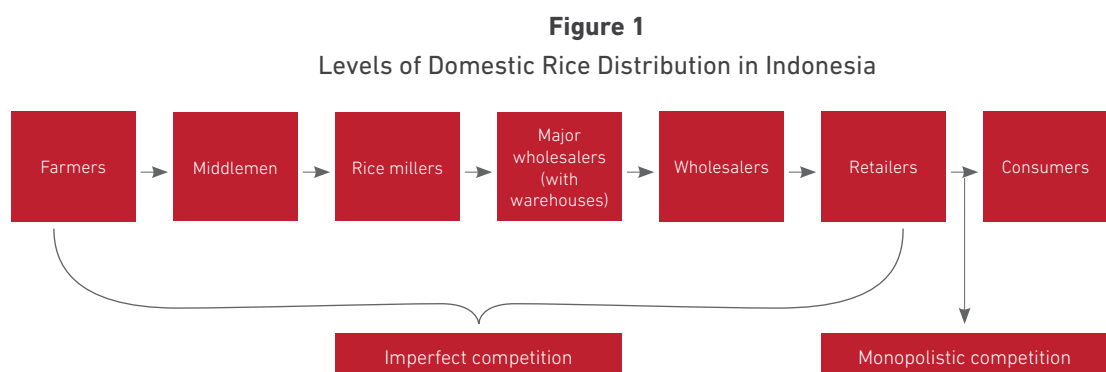 Figure 1
Levels of Domestic Rice Distribution in Indonesia
Farmers
Middlemen
Rice millers
Major
wholesalers
(with
warehouses)
Wholesalers
Retailers
Consumers
Imperfect competition
Monopolistic competition